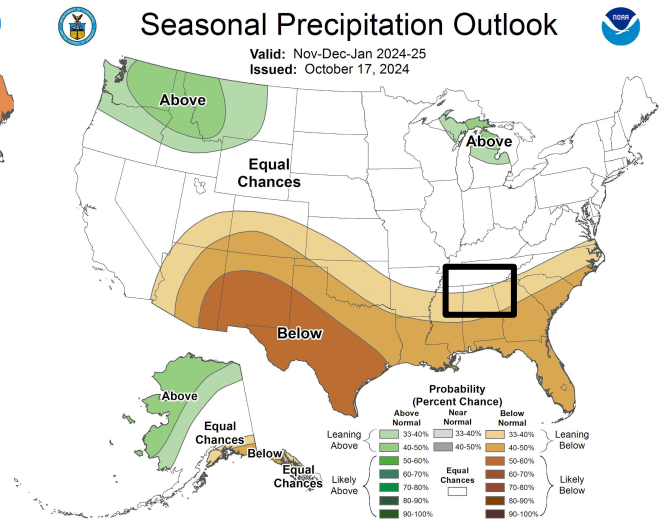 Seasonal Precipitation Outlook
NOAA
Valid: Nov-Dec-Jan 2024-25
Issued: October 17, 2024
Above
Above
Equal
Chances
Below
Above
Equal
Chances
Below
Equal
Chances
Probability
(Percent Chance)
Above Normal
Near Normal
Below Normal
Leaning Above
33-40%
33-40%
33-40%
Leaning Below
40-50%
40-50%
40-50%
50-60%
Equal Chances
50-60%
60-70%
60-70%
Likely Above
70-80%
70-80%
Likely Below
80-90%
80-90%
90-100%
90-100%